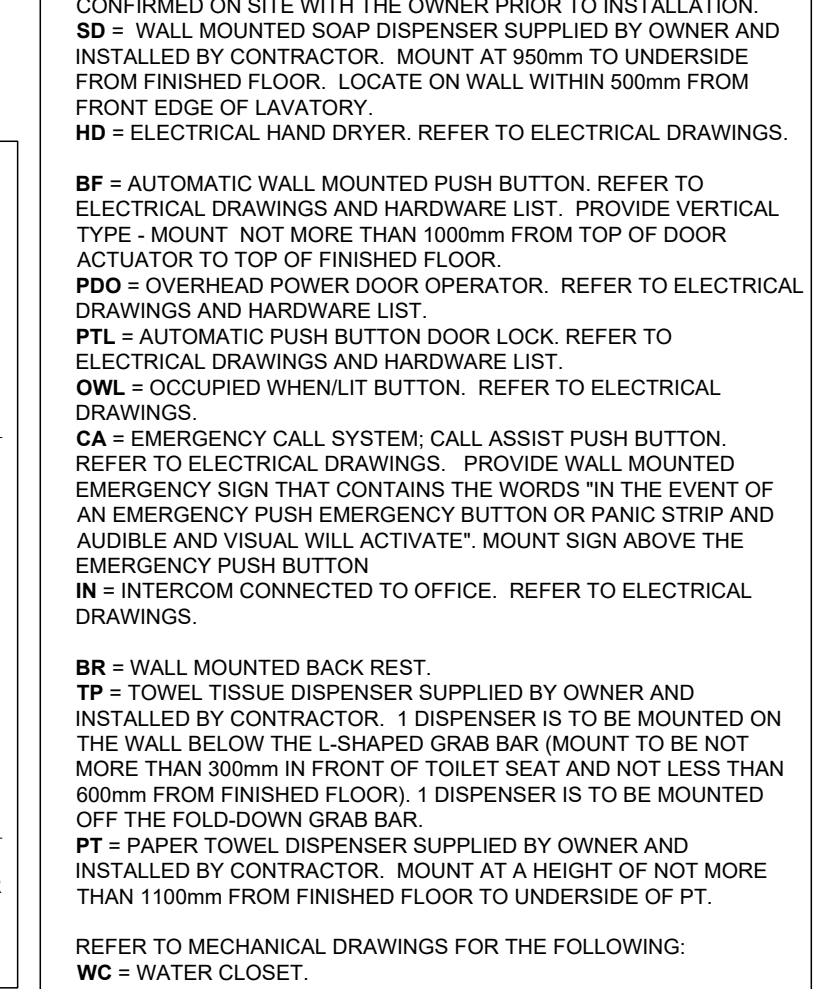 CONFIRMED ON SITE WITH THE OWNER PRIOR TO INSTALLATION.
SD = WALL MOUNTED SOAP DISPENSER SUPPLIED BY OWNER AND
INSTALLED BY CONTRACTOR. MOUNT AT 950mm TO UNDERSIDE
FROM FINISHED FLOOR. LOCATE ON WALL WITHIN 500mm FROM
FRONT EDGE OF LAVATORY.
HD = ELECTRICAL HAND DRYER. REFER TO ELECTRICAL DRAWINGS.
BF = AUTOMATIC WALL MOUNTED PUSH BUTTON. REFER TO
ELECTRICAL DRAWINGS AND HARDWARE LIST. PROVIDE VERTICAL
TYPE - MOUNT NOT MORE THAN 1000mm FROM TOP OF DOOR
ACTUATOR TO TOP OF FINISHED FLOOR.
PDO = OVERHEAD POWER DOOR OPERATOR. REFER TO ELECTRICAL
DRAWINGS AND HARDWARE LIST.
PTL = AUTOMATIC PUSH BUTTON DOOR LOCK. REFER TO
ELECTRICAL DRAWINGS AND HARDWARE LIST.
OWL = OCCUPIED WHEN/LIT BUTTON. REFER TO ELECTRICAL
DRAWINGS.
CA = EMERGENCY CALL SYSTEM; CALL ASSIST PUSH BUTTON.
REFER TO ELECTRICAL DRAWINGS. PROVIDE WALL MOUNTED
EMERGENCY SIGN THAT CONTAINS THE WORDS "IN THE EVENT OF
AN EMERGENCY PUSH EMERGENCY BUTTON OR PANIC STRIP AND
AUDIBLE AND VISUAL WILL ACTIVATE". MOUNT SIGN ABOVE THE
EMERGENCY PUSH BUTTON
IN = INTERCOM CONNECTED TO OFFICE. REFER TO ELECTRICAL
DRAWINGS.
BR = WALL MOUNTED BACK REST.
TP = TOWEL TISSUE DISPENSER SUPPLIED BY OWNER AND
INSTALLED BY CONTRACTOR. 1 DISPENSER IS TO BE MOUNTED ON
THE WALL BELOW THE L-SHAPED GRAB BAR (MOUNT TO BE NOT
MORE THAN 300mm IN FRONT OF TOILET SEAT AND NOT LESS THAN
600mm FROM FINISHED FLOOR). 1 DISPENSER IS TO BE MOUNTED
OFF THE FOLD-DOWN GRAB BAR.
PT = PAPER TOWEL DISPENSER SUPPLIED BY OWNER AND
INSTALLED BY CONTRACTOR. MOUNT AT A HEIGHT OF NOT MORE
THAN 1100mm FROM FINISHED FLOOR TO UNDERSIDE OF PT.
REFER TO MECHANICAL DRAWINGS FOR THE FOLLOWING:
WC = WATER CLOSET.